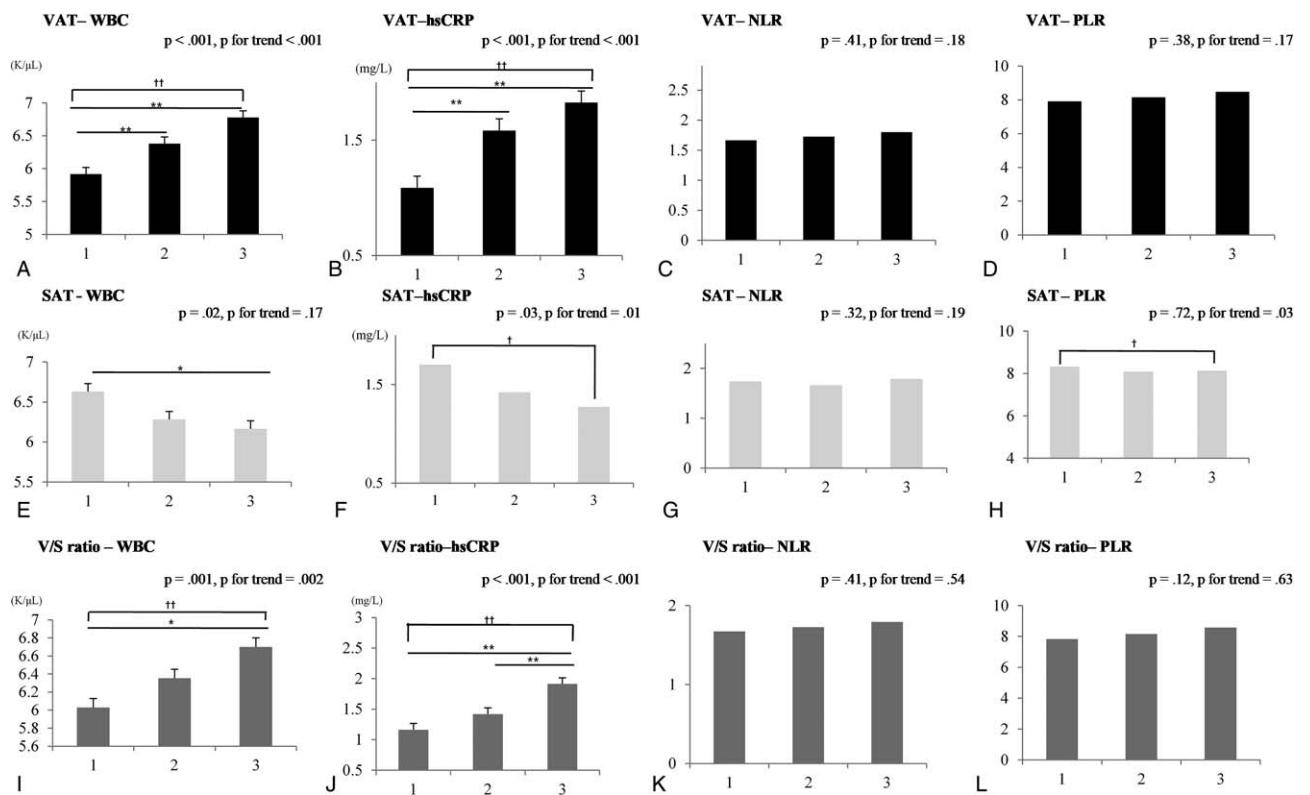 VAT– WBC
p < .001, p for trend < .001
(K/μL)
††
**
**
7
6.5
6
5.5
5
1 2 3
A
VAT–hsCRP
p < .001, p for trend < .001
(mg/L)
††
**
**
1.5
0.5
1 2 3
B
VAT– NLR
p = .41, p for trend = .18
2.5
2
1.5
1
0.5
0
1 2 3
C
VAT– PLR
p = .38, p for trend = .17
10
8
6
4
2
0
1 2 3
D
SAT - WBC
p = .02, p for trend = .17
(K/μL)
*
7
6.5
6
5.5
1 2 3
E
SAT–hsCRP
p = .03, p for trend = .01
(mg/L)
†
1.5
0.5
1 2 3
F
SAT – NLR
p = .32, p for trend = .19
2
1
0
1 2 3
G
SAT – PLR
p = .72, p for trend = .03
†
10
8
6
4
1 2 3
H
V/S ratio – WBC
p = .001, p for trend = .002
(K/μL)
††
*
7
6.8
6.6
6.4
6.2
6
5.8
5.6
1 2 3
I
V/S ratio–hsCRP
p < .001, p for trend < .001
(mg/L)
††
**
**
3
2.5
2
1.5
1
0.5
1 2 3
J
V/S ratio– NLR
p = .41, p for trend = .54
2
1
0
1 2 3
K
V/S ratio– PLR
p = .12, p for trend = .63
10
8
6
4
2
0
1 2 3
L